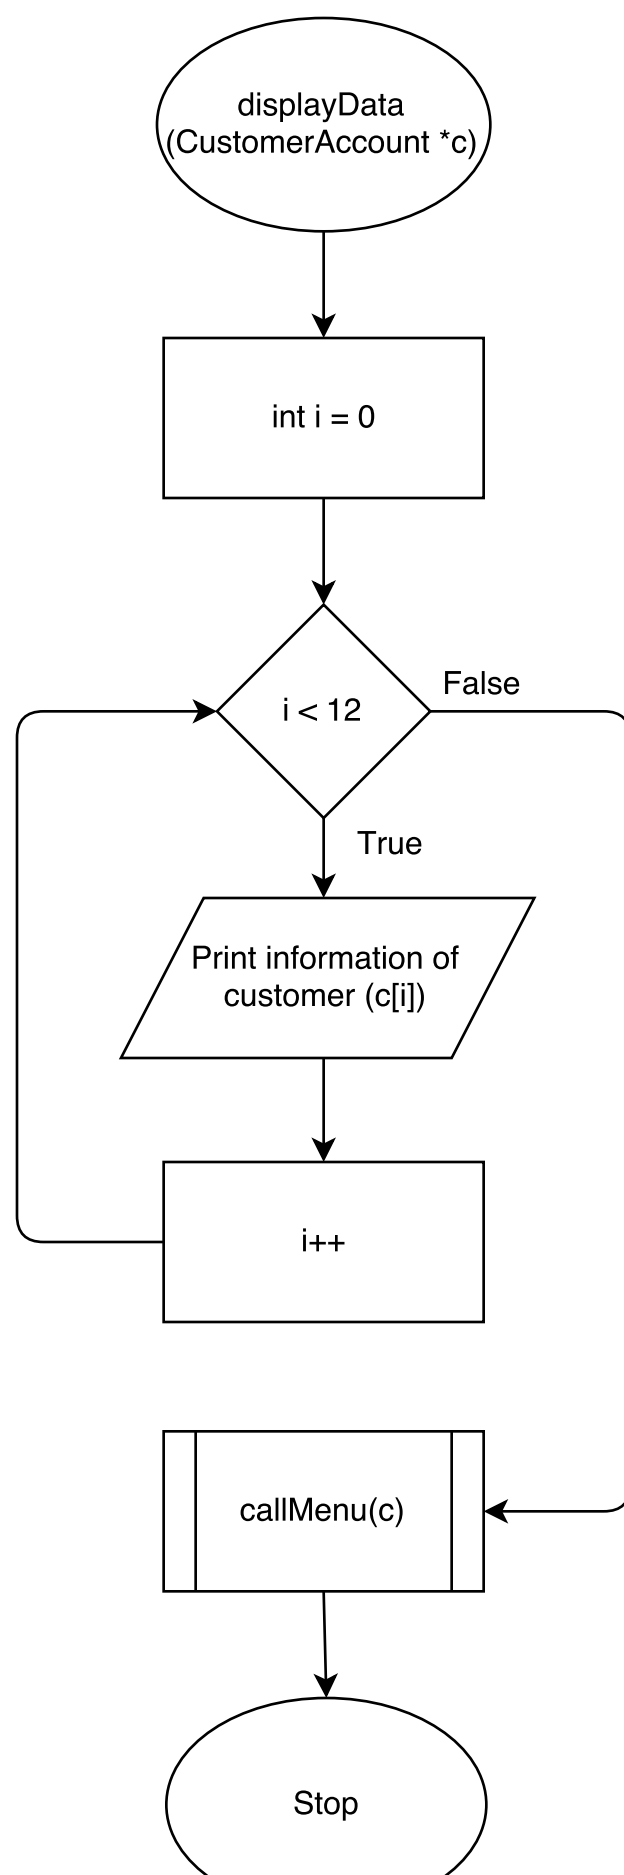 displayData
(CustomerAccount *c)
int i = 0
i < 12
False
True
Print information of
customer (c[i])
i++
callMenu(c)
Stop